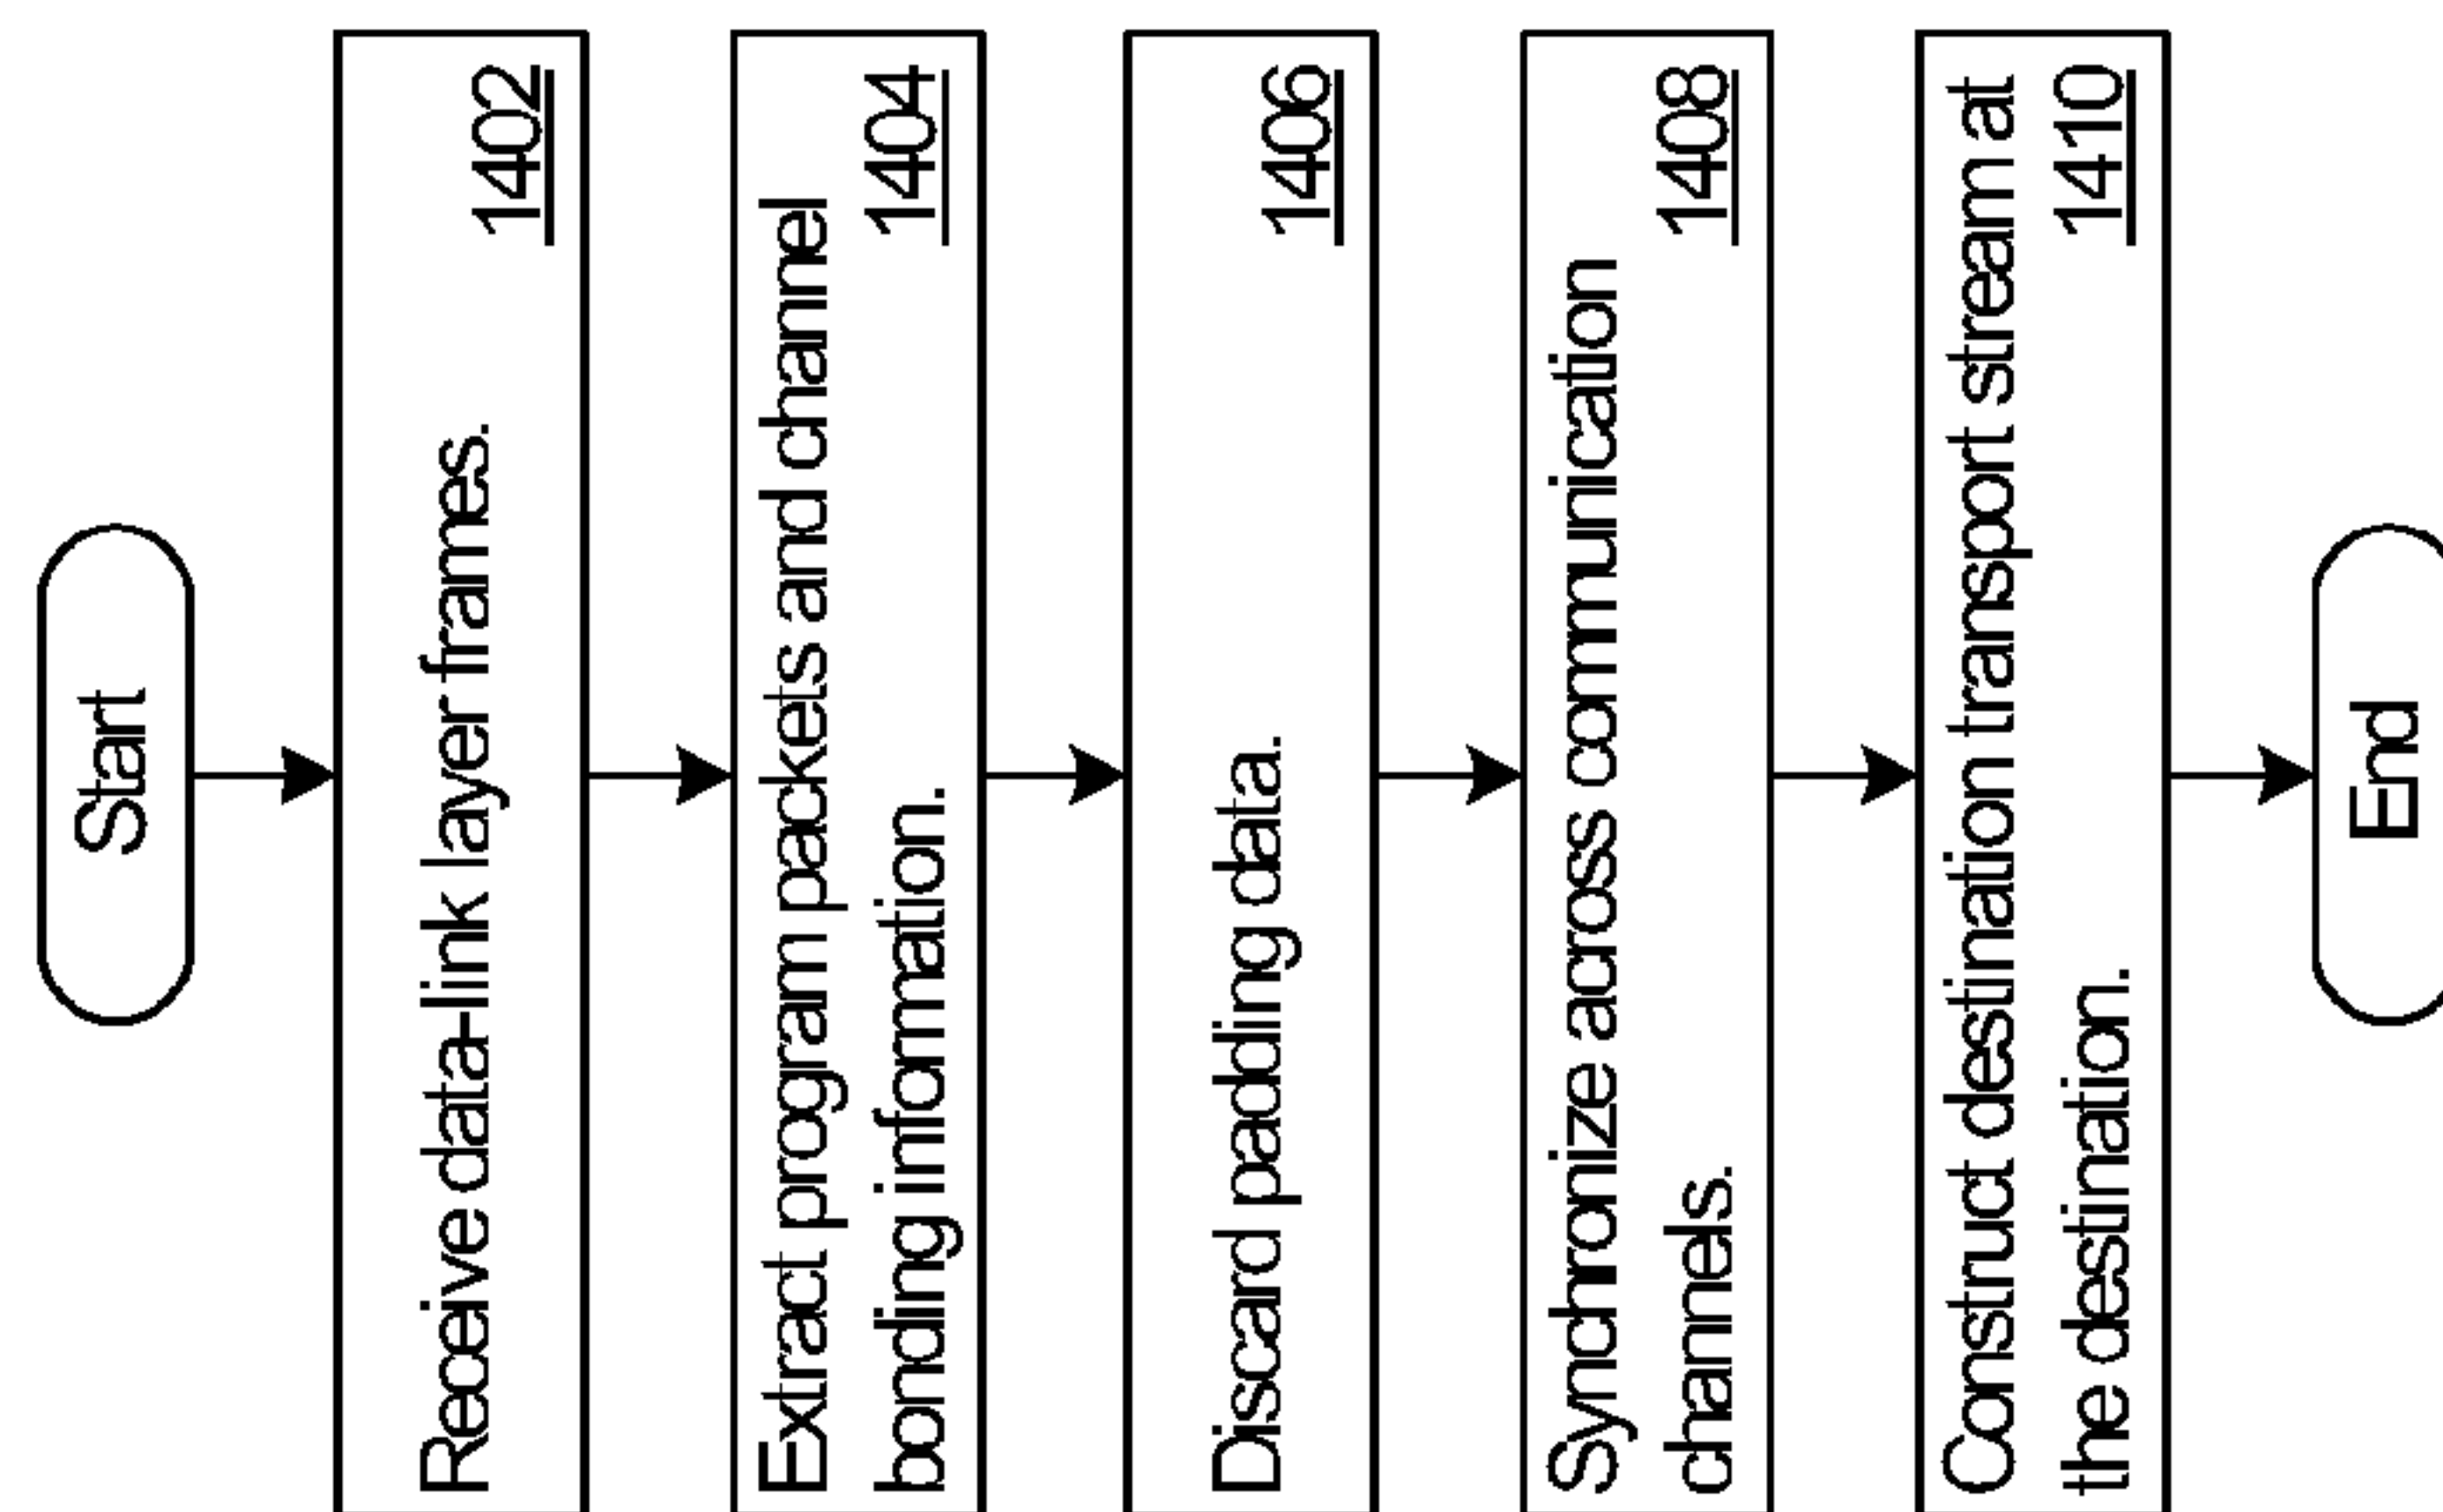 Start
Receive data-link layer frames.
1402
Extract program packets and channel
bonding information.
1404
Discard padding data.
1406
Synchronize across communication
channels.
1408
Construct destination transport stream at
the destination.
1410
End